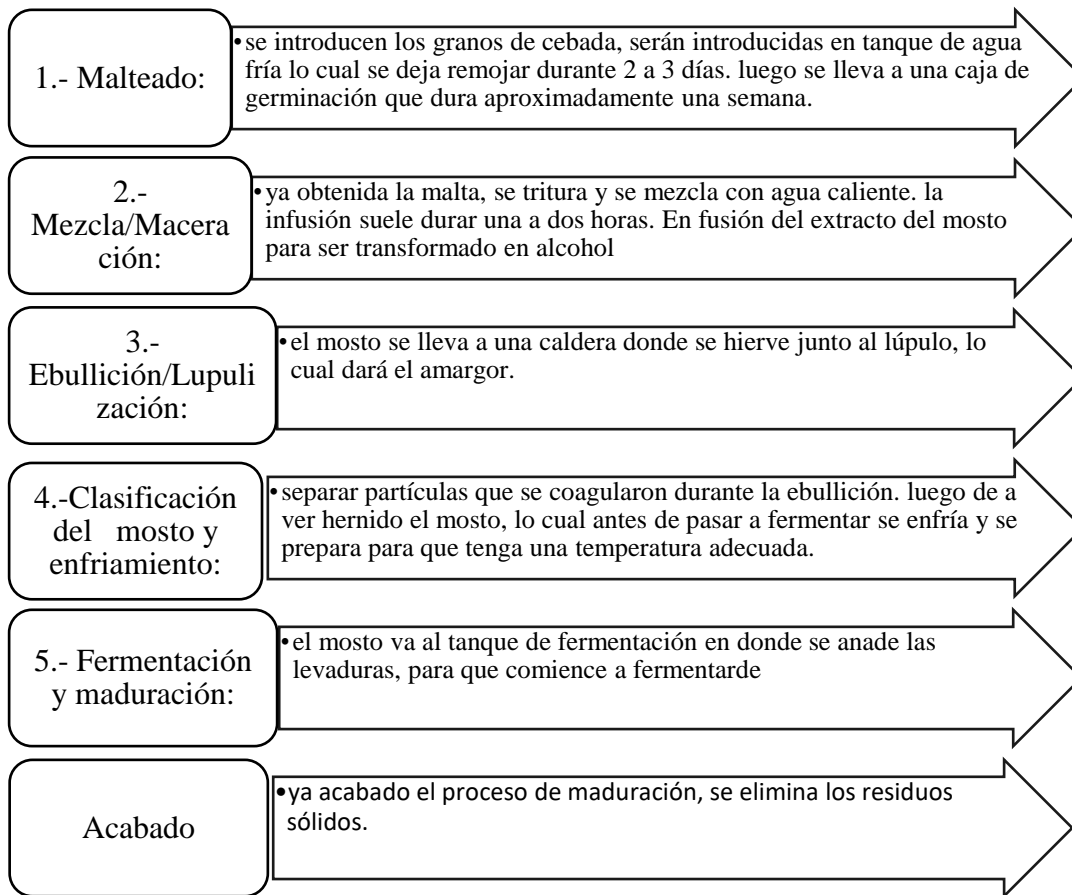 1.- Malteado:
•se introducen los granos de cebada, serán introducidas en tanque de agua
fría lo cual se deja remojar durante 2 a 3 días. luego se lleva a una caja de
germinación que dura aproximadamente una semana.
2.-
Mezcla/Macera
ción:
•ya obtenida la malta, se tritura y se mezcla con agua caliente. la
infusión suele durar una a dos horas. En fusión del extracto del mosto
para ser transformado en alcohol
3.-
Ebullición/Lupuli
zación:
•el mosto se lleva a una caldera donde se hierve junto al lúpulo, lo
cual dará el amargor.
4.-Clasificación
del mosto y
enfriamiento:
•separar partículas que se coagularon durante la ebullición. luego de a
ver hernido el mosto, lo cual antes de pasar a fermentar se enfría y se
prepara para que tenga una temperatura adecuada.
5.- Fermentación
y maduración:
•el mosto va al tanque de fermentación en donde se anade las
levaduras, para que comience a fermentarde
Acabado
•ya acabado el proceso de maduración, se elimina los residuos
sólidos.